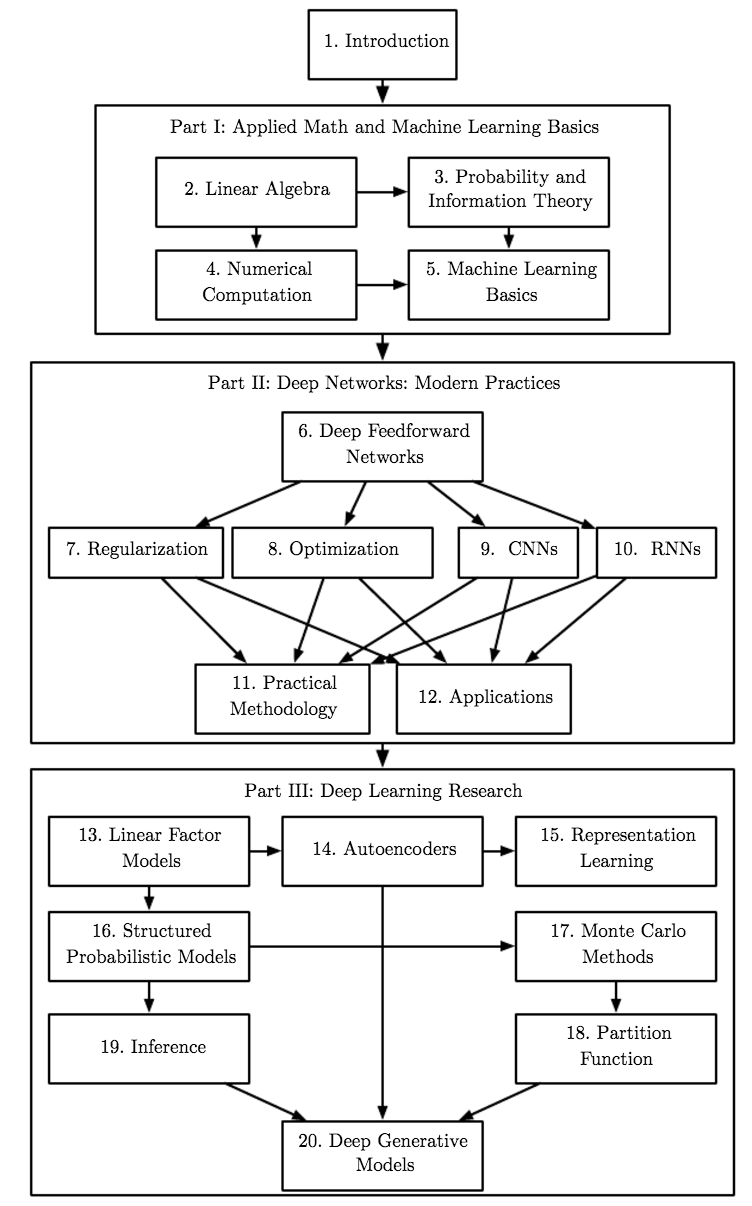 1. Introduction
Part I: Applied Math and Machine Learning Basics
2. Linear Algebra
3. Probability and
Information Theory
4. Numerical
Computation
5. Machine Learning
Basics
Part II: Deep Networks: Modern Practices
6. Deep Feedforward
Networks
7. Regularization
8. Optimization
9. CNNs
10. RNNs
11. Practical
Methodology
12. Applications
Part III: Deep Learning Research
13. Linear Factor
Models
14. Autoencoders
15. Representation
Learning
16. Structured
Probabilistic Models
17. Monte Carlo
Methods
19. Inference
18. Partition
Function
20. Deep Generative
Models